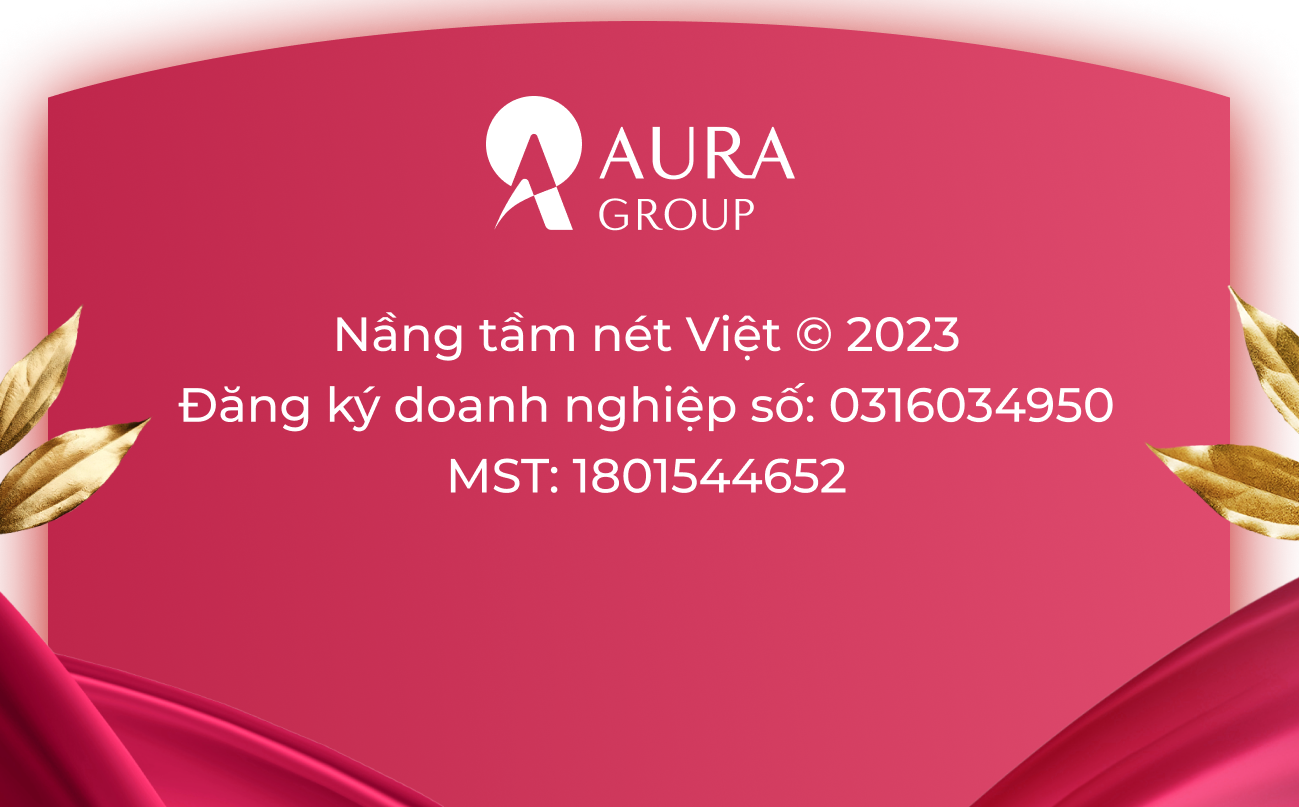 AURA
GROUP
Nầng tầm nét Việt © 2023
Đăng ký doanh nghiệp số: 0316034950
MST: 1801544652